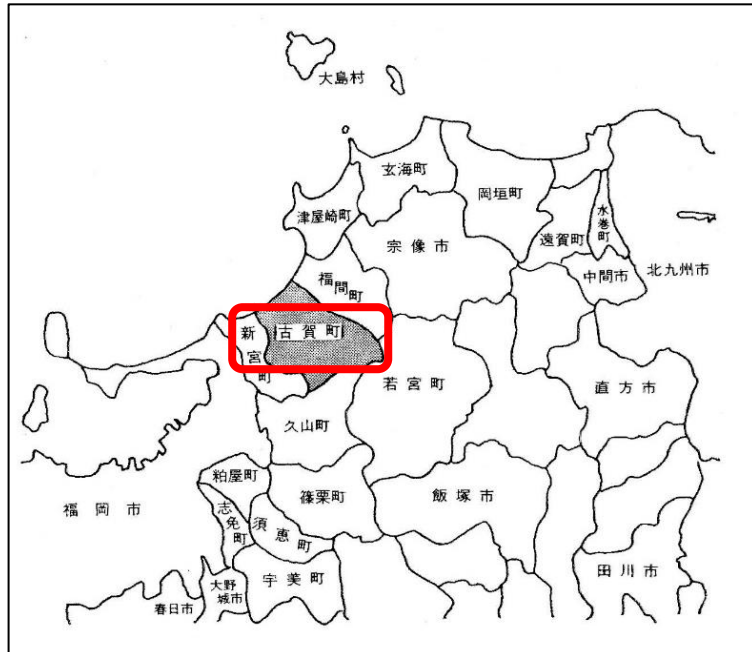 大島村
玄海町
岡垣町
津屋崎町
水巻町
宗像市
遠賀町
福間町
中間市
北九州市
新宮町
古賀町
若宮町
直方市
久山町
粕屋町
福岡市
志免町
須恵町
篠栗町
飯塚市
宇美町
大野城市
春日市
田川市